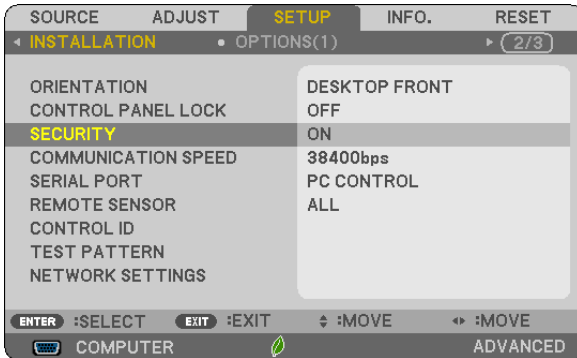 SOURCE ADJUST SETUP INFO. RESET
INSTALLATION • OPTIONS(1) 2/3
ORIENTATION DESKTOP FRONT
CONTROL PANEL LOCK OFF
SECURITY ON
COMMUNICATION SPEED 38400bps
SERIAL PORT PC CONTROL
REMOTE SENSOR ALL
CONTROL ID
TEST PATTERN
NETWORK SETTINGS
ENTER :SELECT EXIT :EXIT :MOVE :MOVE
COMPUTER ADVANCED